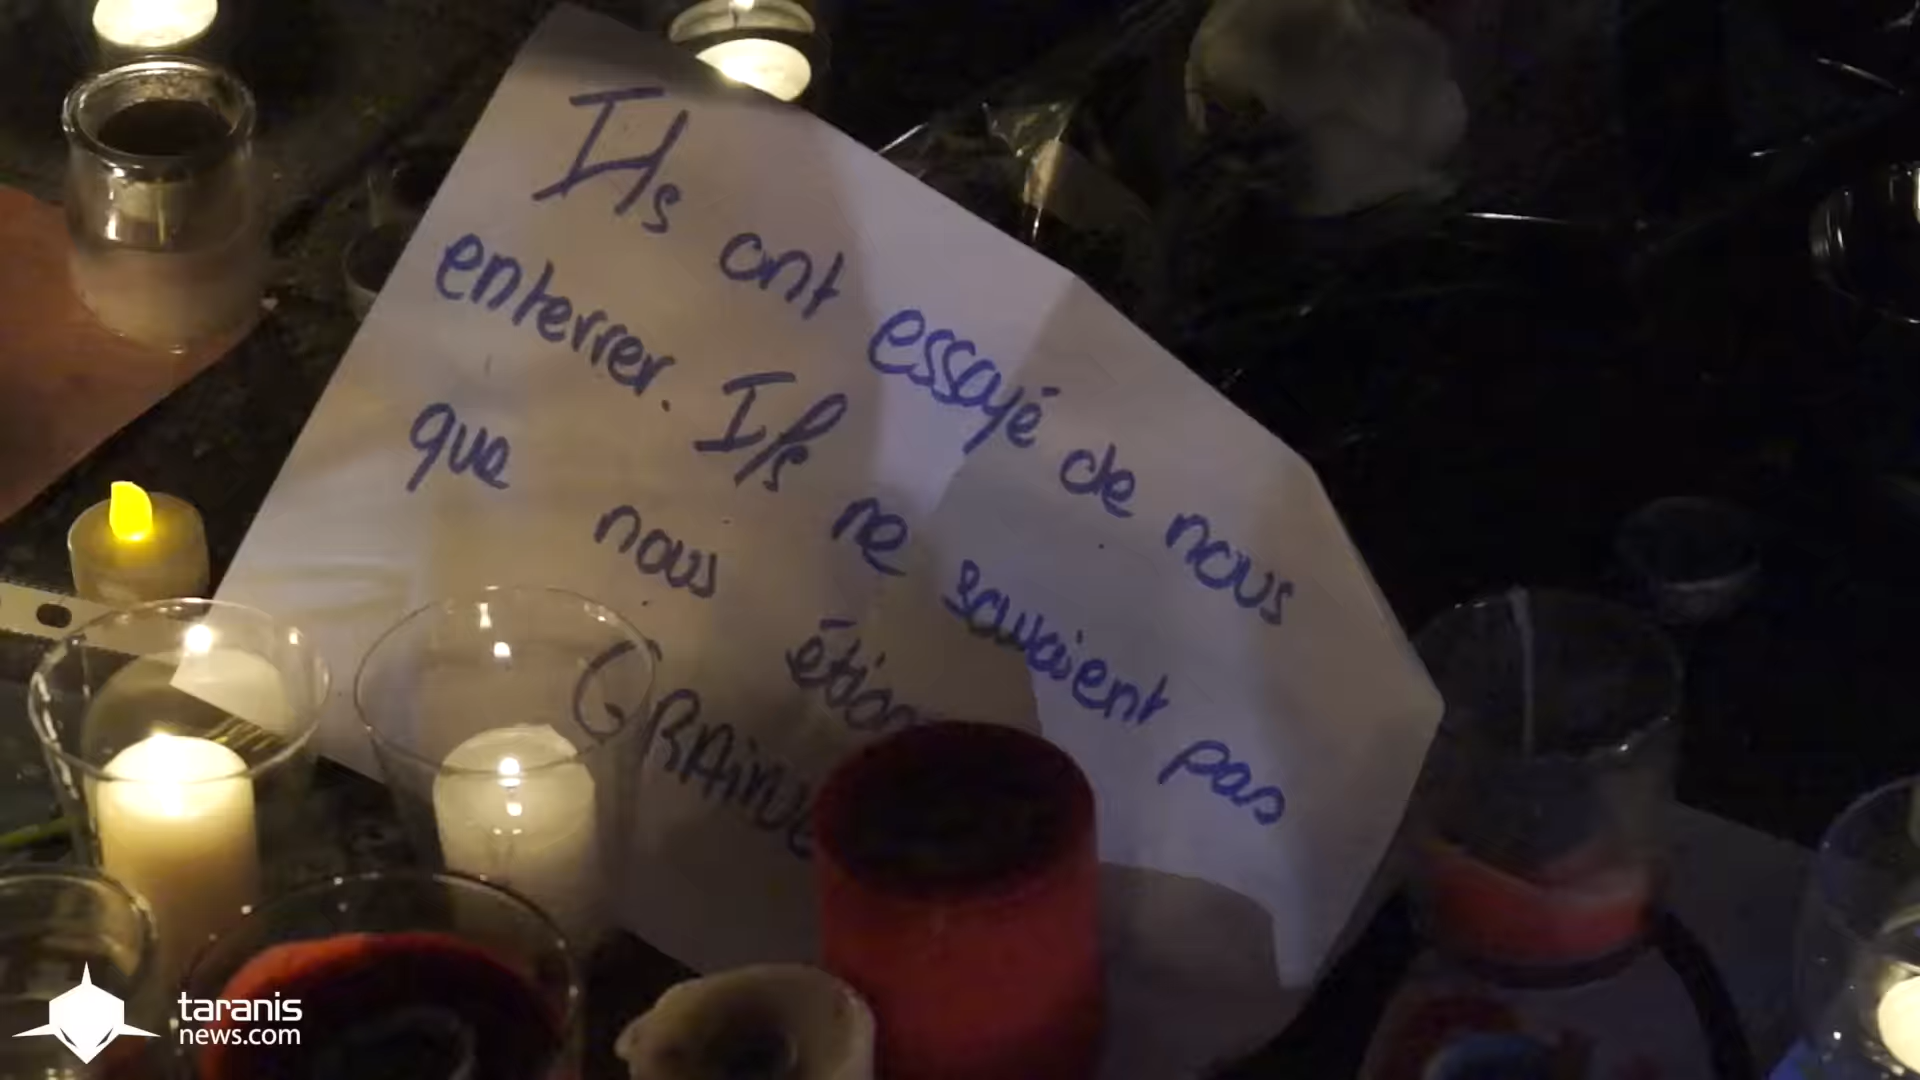 Ils ont essayé de nous
enterrer. Ils ne savaient pas
que nous
taranis
news.com